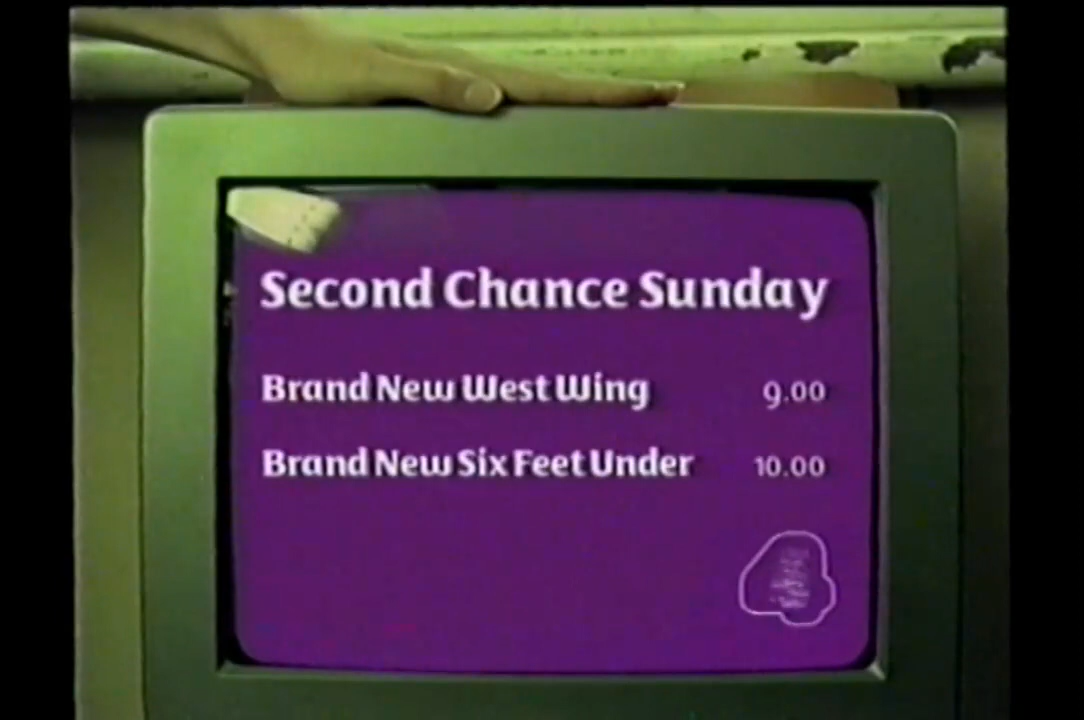 Second Chance Sunday
Brand New West Wing 9.00
Brand New Six Feet Under 10.00